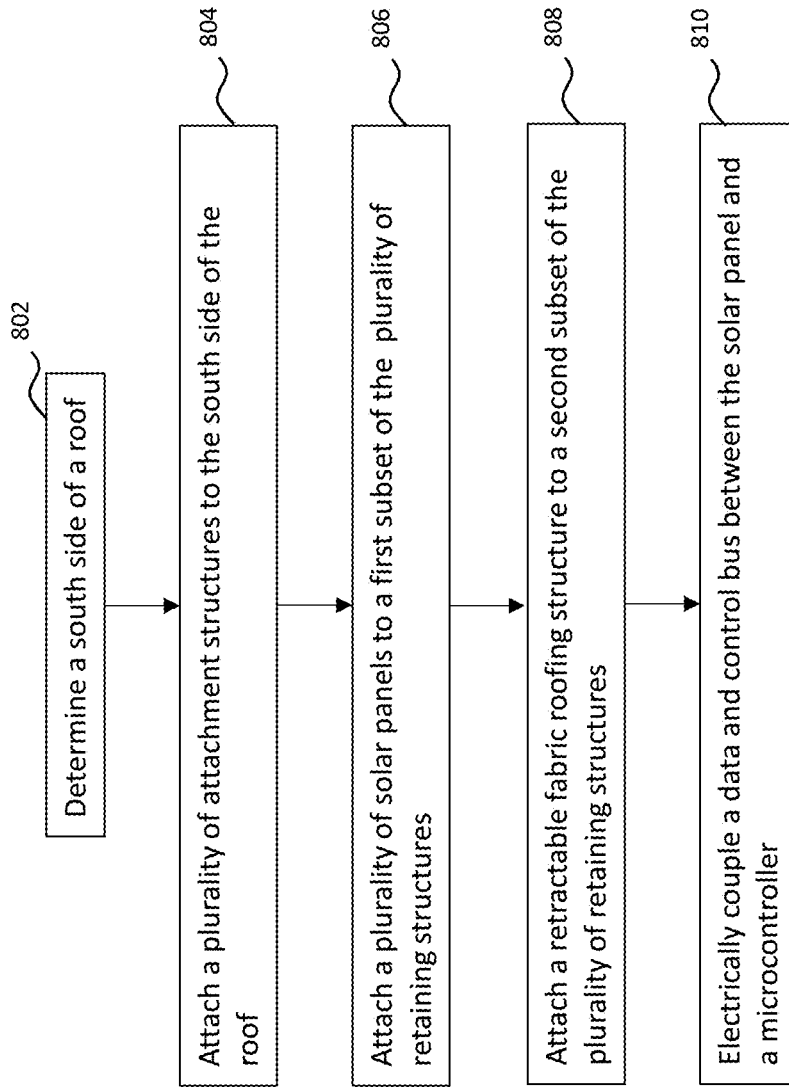 802
Determine a south side of a roof
804
Attach a plurality of attachment structures to the south side of the
roof
806
Attach a plurality of solar panels to a first subset of the plurality of
retaining structures
808
Attach a retractable fabric roofing structure to a second subset of the
plurality of retaining structures
810
Electrically couple a data and control bus between the solar panel and
a microcontroller